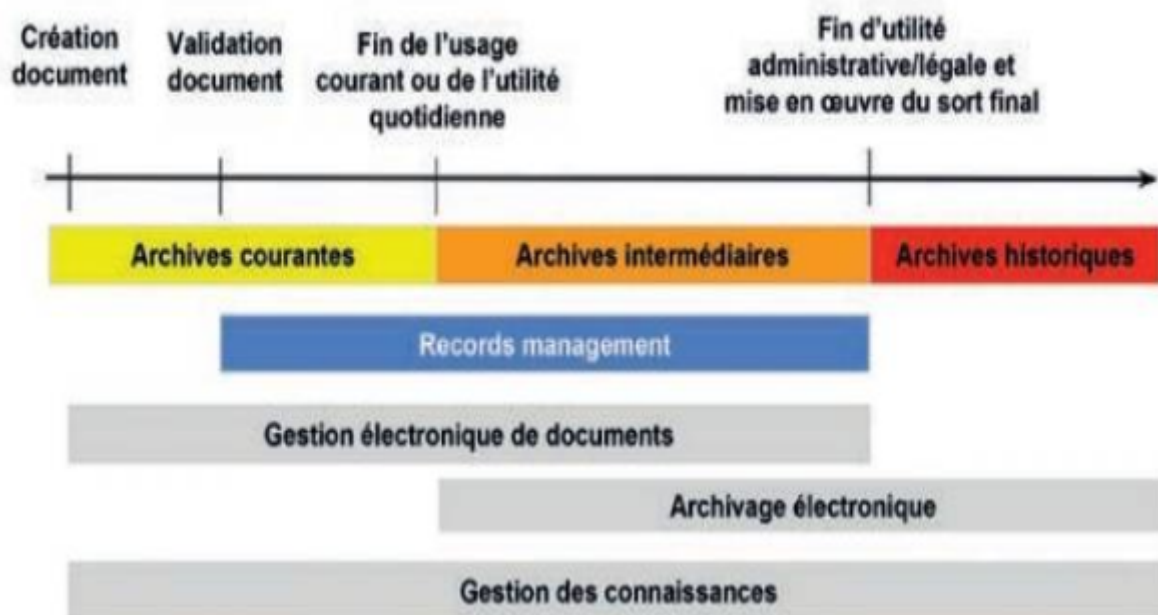 Création
document
Validation
document
Fin de l'usage
courant ou de l'utilité
quotidienne
Fin d'utilité
administrative/légale et
mise en œuvre du sort final
Archives courantes
Archives intermédiaires
Archives historiques
Records management
Gestion électronique de documents
Archivage électronique
Gestion des connaissances